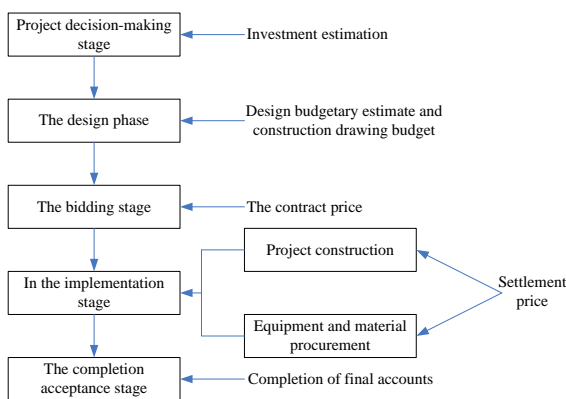 Project decision-making
stage
Investment estimation
The design phase
Design budgetary estimate and
construction drawing budget
The bidding stage
The contract price
Project construction
In the implementation
stage
Settlement
price
Equipment and material
procurement
The completion
acceptance stage
Completion of final accounts